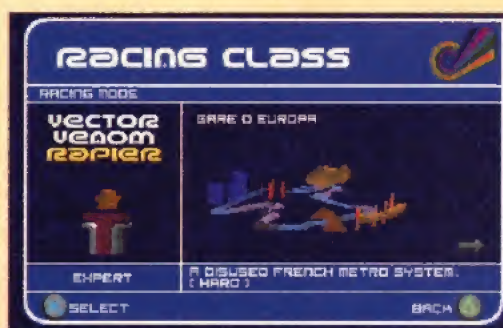 RACING CLASS
RACING MODE
VECTOR
VENOM
RAPIER
GARE D EUROPA
EXPERT
A DISUSED FRENCH METRO SYSTEM.
( HARD )
SELECT
BACK